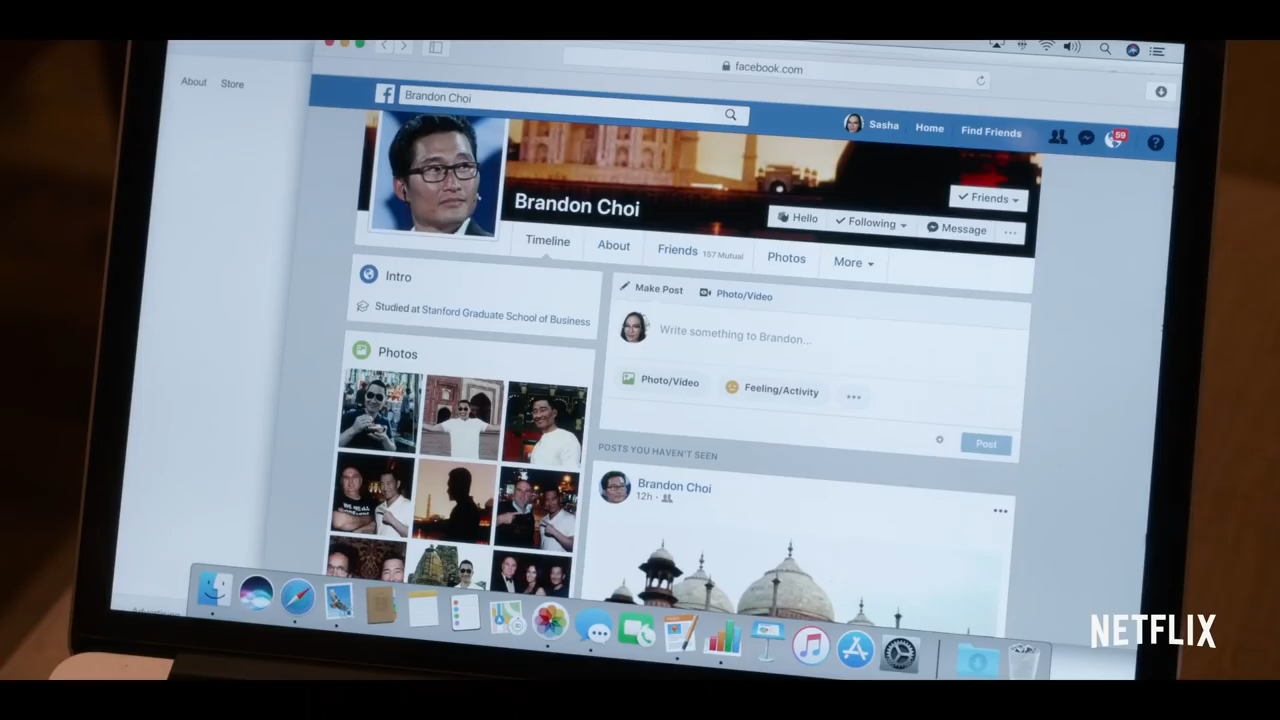 facebook.com
About Store
f Brandon Choi
Sasha Home Find Friends 59 ?
Brandon Choi
Friends
Hello Following Message ...
Timeline About Friends 157 Mutual Photos More
Intro
Studied at Stanford Graduate School of Business
Photos
Make Post Photo/Video
Write something to Brandon...
Photo/Video Feeling/Activity ...
Post
POSTS YOU HAVEN'T SEEN
Brandon Choi
12h ·
Advertising
NETFLIX